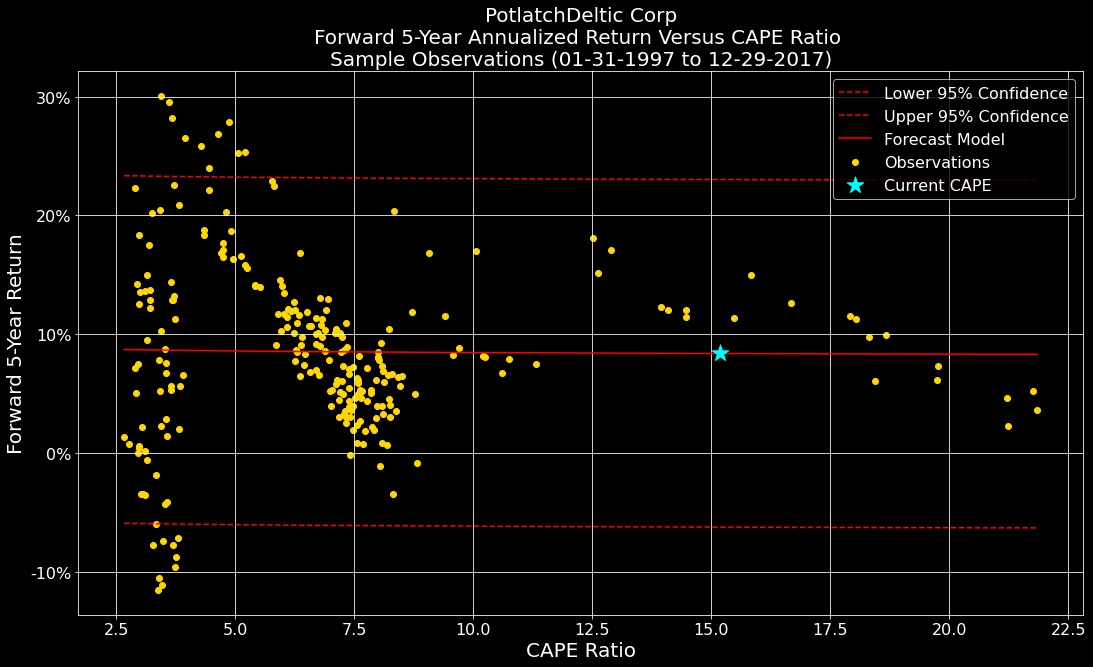 PotlatchDeltic Corp
Forward 5-Year Annualized Return Versus CAPE Ratio
Sample Observations (01-31-1997 to 12-29-2017)
Lower 95% Confidence
Upper 95% Confidence
Forecast Model
Observations
Current CAPE
Forward 5-Year Return
30%
20%
10%
0%
-10%
2.5 5.0 7.5 10.0 12.5 15.0 17.5 20.0 22.5
CAPE Ratio